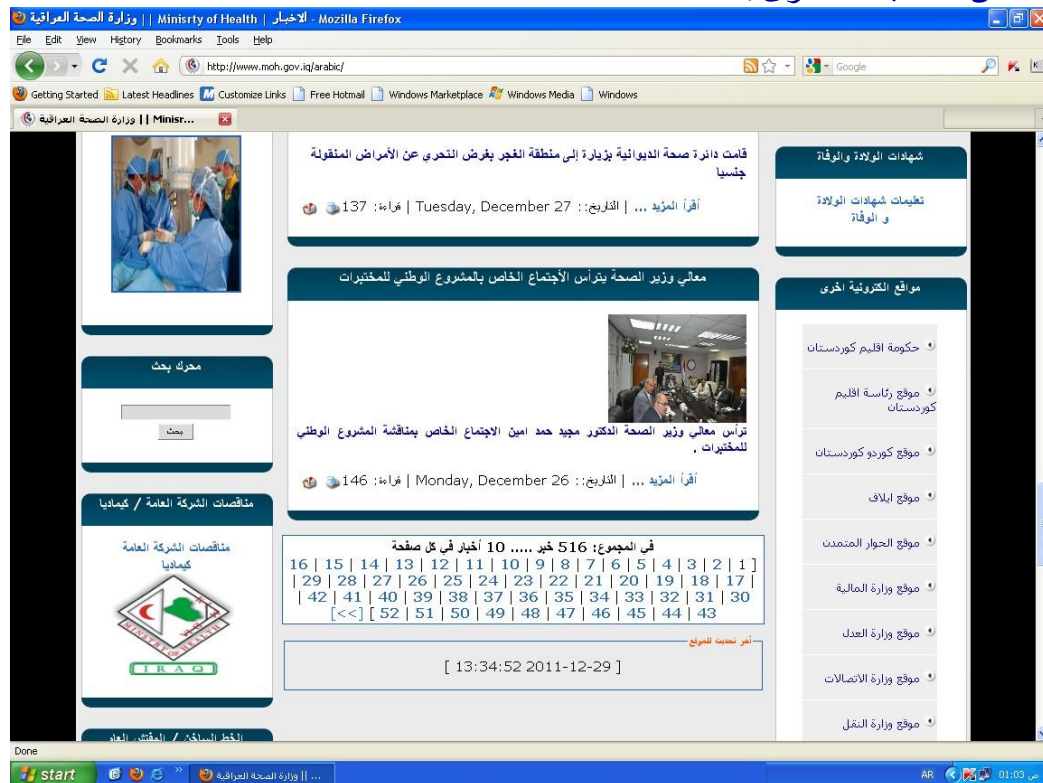 وزارة الصحة العراقية || Minisrty of Health | الاخبار - Mozilla Firefox
File Edit View History Bookmarks Tools Help
http://www.moh.gov.iq/arabic/
Google
Getting Started Latest Headlines Customize Links Free Hotmail Windows Marketplace Windows Media Windows
وزارة الصحة العراقية || Minisr...
شهادات الولادة والوفاة
تعليمات شهادات الولادة
و الوفاة
مواقع الكترونية اخرى
حكومة اقليم كوردستان
موقع رئاسة اقليم
كوردستان
موقع كوردو كوردستان
موقع ايلاف
موقع الحوار المتمدن
موقع وزارة المالية
موقع وزارة العدل
موقع وزارة الاتصالات
موقع وزارة النقل
قامت دائرة صحة الديوانية بزيارة إلى منطقة الغجر بغرض التحري عن الأمراض المنقولة
جنسيا
أقرأ المزيد ... | التاريخ:: Tuesday, December 27 | قراءة: 137
معالي وزير الصحة يترأس الأجتماع الخاص بالمشروع الوطني للمختبرات
ترأس معالي وزير الصحة الدكتور مجيد حمد امين الاجتماع الخاص بمناقشة المشروع الوطني
للمختبرات .
أقرأ المزيد ... | التاريخ:: Monday, December 26 | قراءة: 146
في المجموع: 516 خبر ..... 10 أخبار في كل صفحة
[ 1 | 2 | 3 | 4 | 5 | 6 | 7 | 8 | 9 | 10 | 11 | 12 | 13 | 14 | 15 | 16
| 17 | 18 | 19 | 20 | 21 | 22 | 23 | 24 | 25 | 26 | 27 | 28 | 29 |
30 | 31 | 32 | 33 | 34 | 35 | 36 | 37 | 38 | 39 | 40 | 41 | 42 |
43 | 44 | 45 | 46 | 47 | 48 | 49 | 50 | 51 | 52 ] [>>]
أخر تحديث للموقع
[ 13:34:52 2011-12-29 ]
محرك بحث
بحث
مناقصات الشركة العامة / كيماديا
مناقصات الشركة العامة
كيماديا
MINISTRY OF HEALTH
IRAQ
الخط الساخن / المفتش العام
Done
start
وزارة الصحة العراقية || ...
AR
01:03 ص